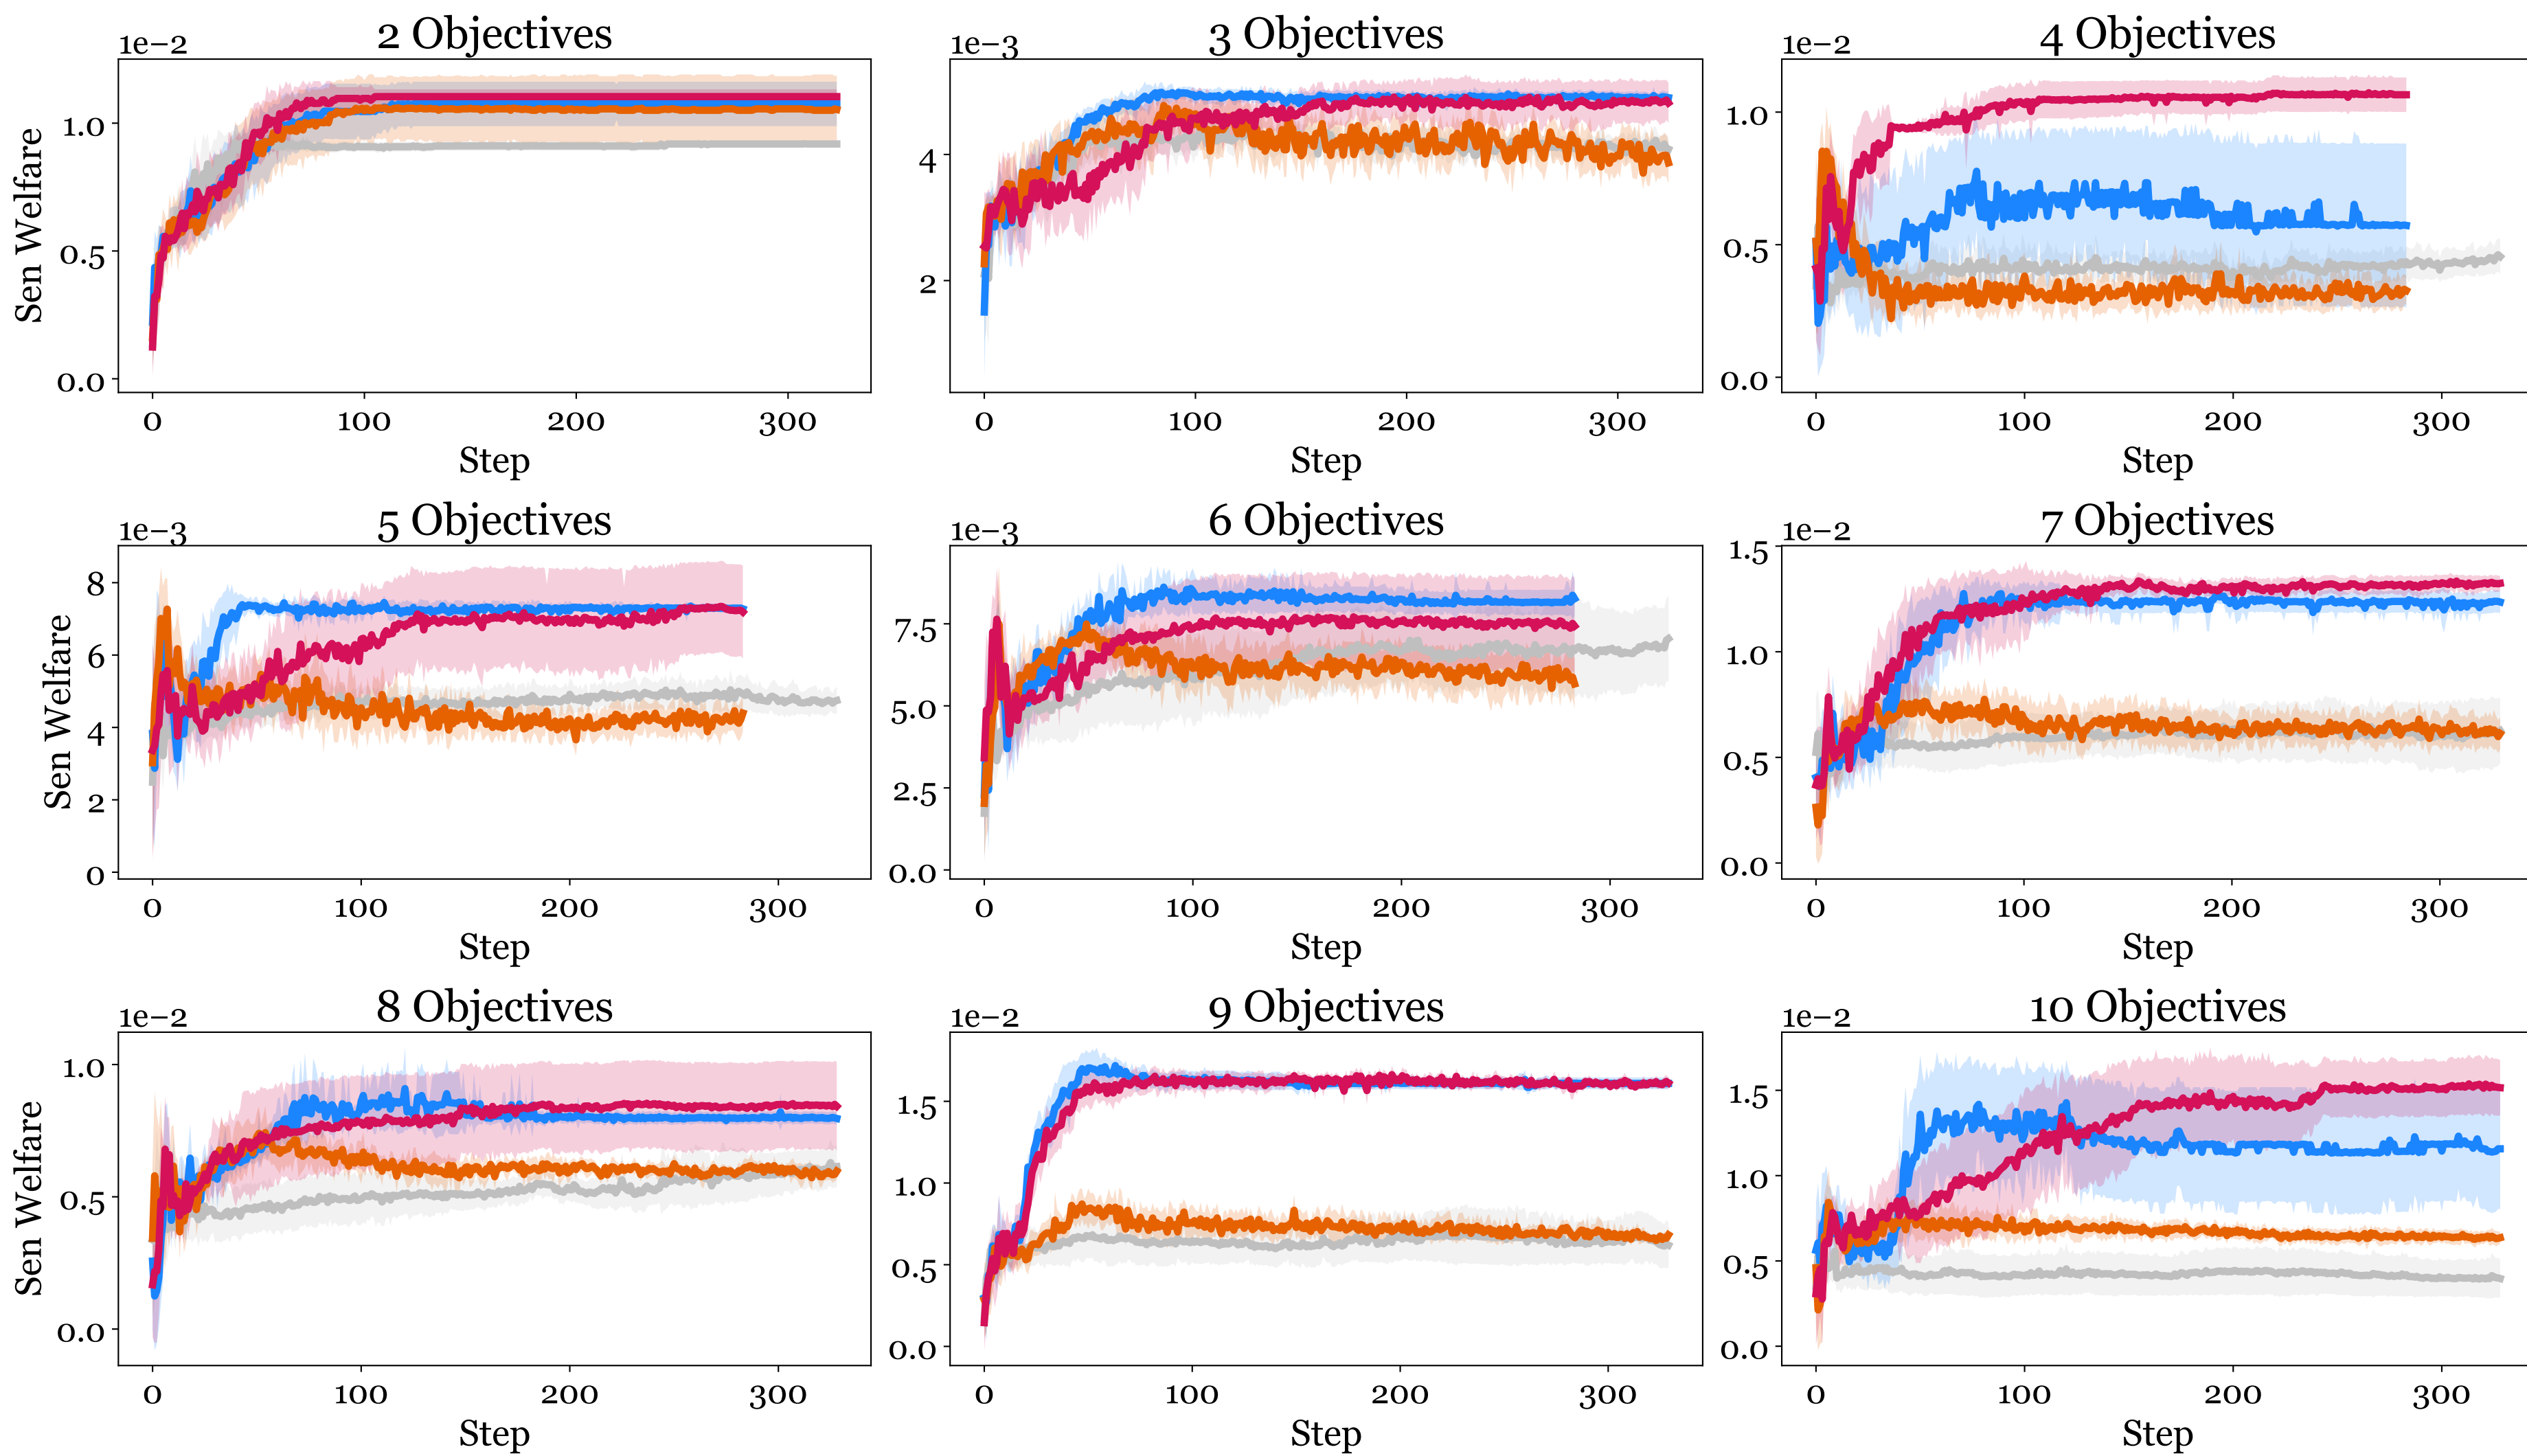 2 Objectives
3 Objectives
4 Objectives
1e−2
1e−3
1e−2
Sen Welfare
1.0
0.5
0.0
4
2
1.0
0.5
0.0
0 100 200 300
0 100 200 300
0 100 200 300
Step
Step
Step
5 Objectives
6 Objectives
7 Objectives
1e−3
1e−3
1e−2
Sen Welfare
8
6
4
2
0
7.5
5.0
2.5
0.0
1.5
1.0
0.5
0.0
0 100 200 300
0 100 200 300
0 100 200 300
Step
Step
Step
8 Objectives
9 Objectives
10 Objectives
1e−2
1e−2
1e−2
Sen Welfare
1.0
0.5
0.0
1.5
1.0
0.5
0.0
1.5
1.0
0.5
0.0
0 100 200 300
0 100 200 300
0 100 200 300
Step
Step
Step